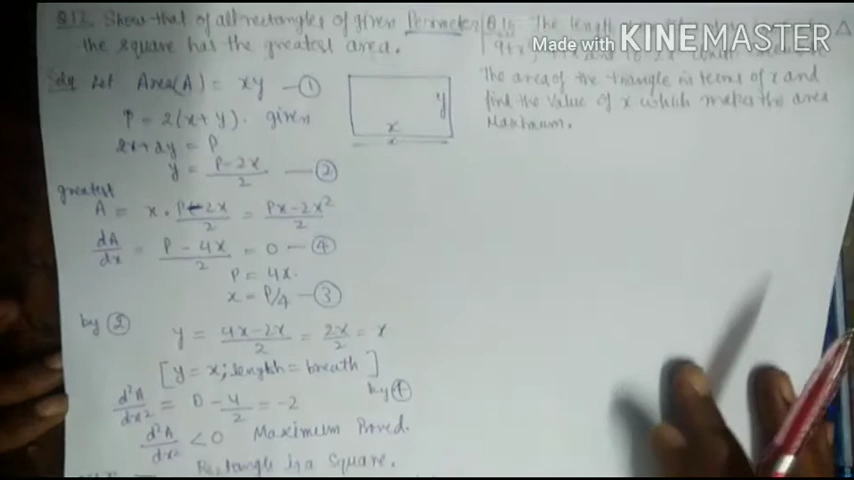 Q12. Show that of all rectangles of given Perimeter
the square has the greatest area.
Solⁿ Let Area(A) = xy —①
P = 2(x+y). given
2x+2y = P
y = P-2x/2 —②
greatest
A = x·P-2x/2 = Px-2x²/2
dA/dx = P-4x/2 = 0 —④
P = 4x.
x = P/4 —③
by ②
y = 4x-2x/2 = 2x/2 = x
[y = x; length = breath]
d²A/dx² = 0 - 4/2 = -2 by ④
d²A/dx² < 0 Maximum Proved.
Rectangle is a Square.
x
y
x
The length
Made with KINEMASTER
The area of the triangle in terms of x and
find the value of x which makes the area
Maximum.